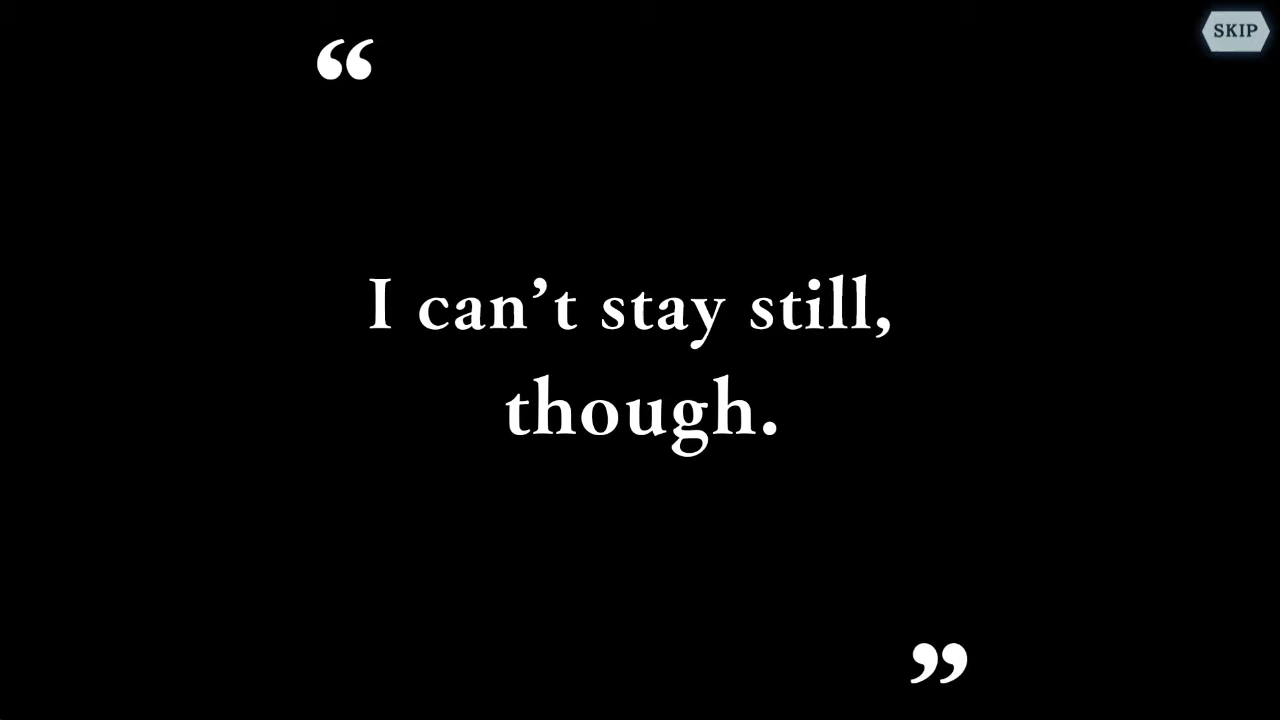 SKIP
“
I can’t stay still,
though.
”